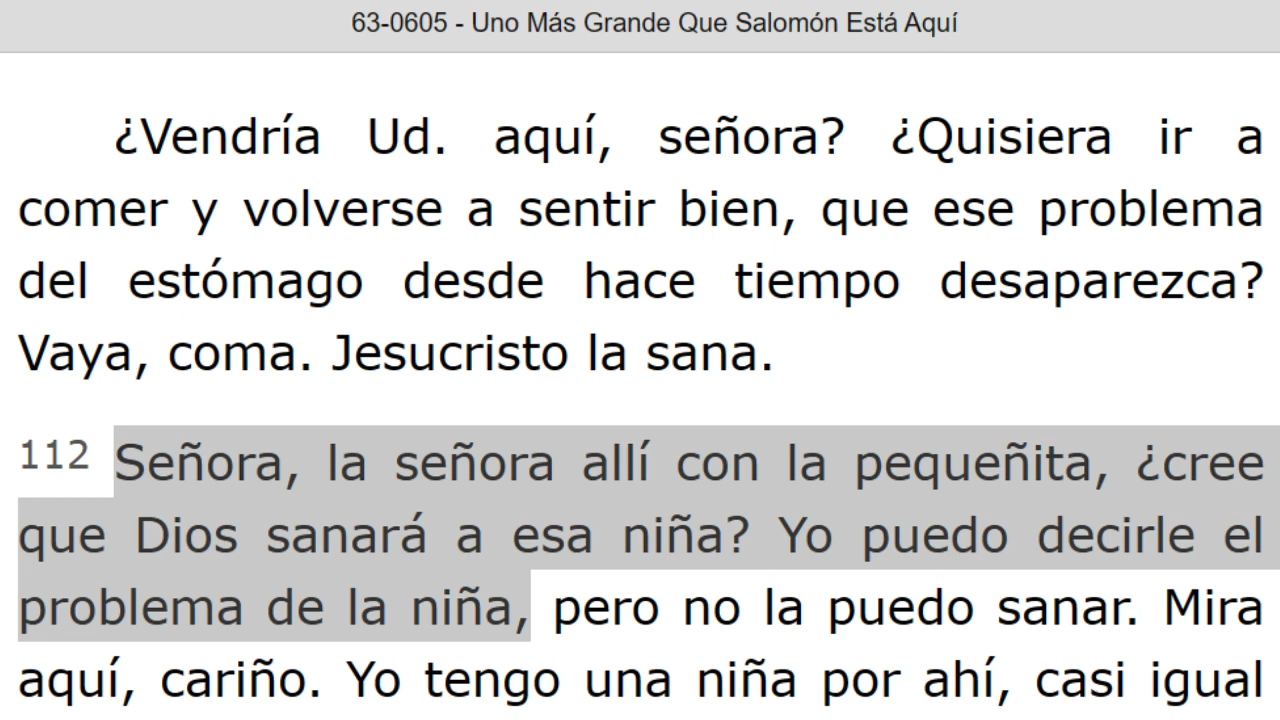 63-0605 - Uno Más Grande Que Salomón Está Aquí
¿Vendría Ud. aquí, señora? ¿Quisiera ir a
comer y volverse a sentir bien, que ese problema
del estómago desde hace tiempo desaparezca?
Vaya, coma. Jesucristo la sana.
112 Señora, la señora allí con la pequeñita, ¿cree
que Dios sanará a esa niña? Yo puedo decirle el
problema de la niña, pero no la puedo sanar. Mira
aquí, cariño. Yo tengo una niña por ahí, casi igual